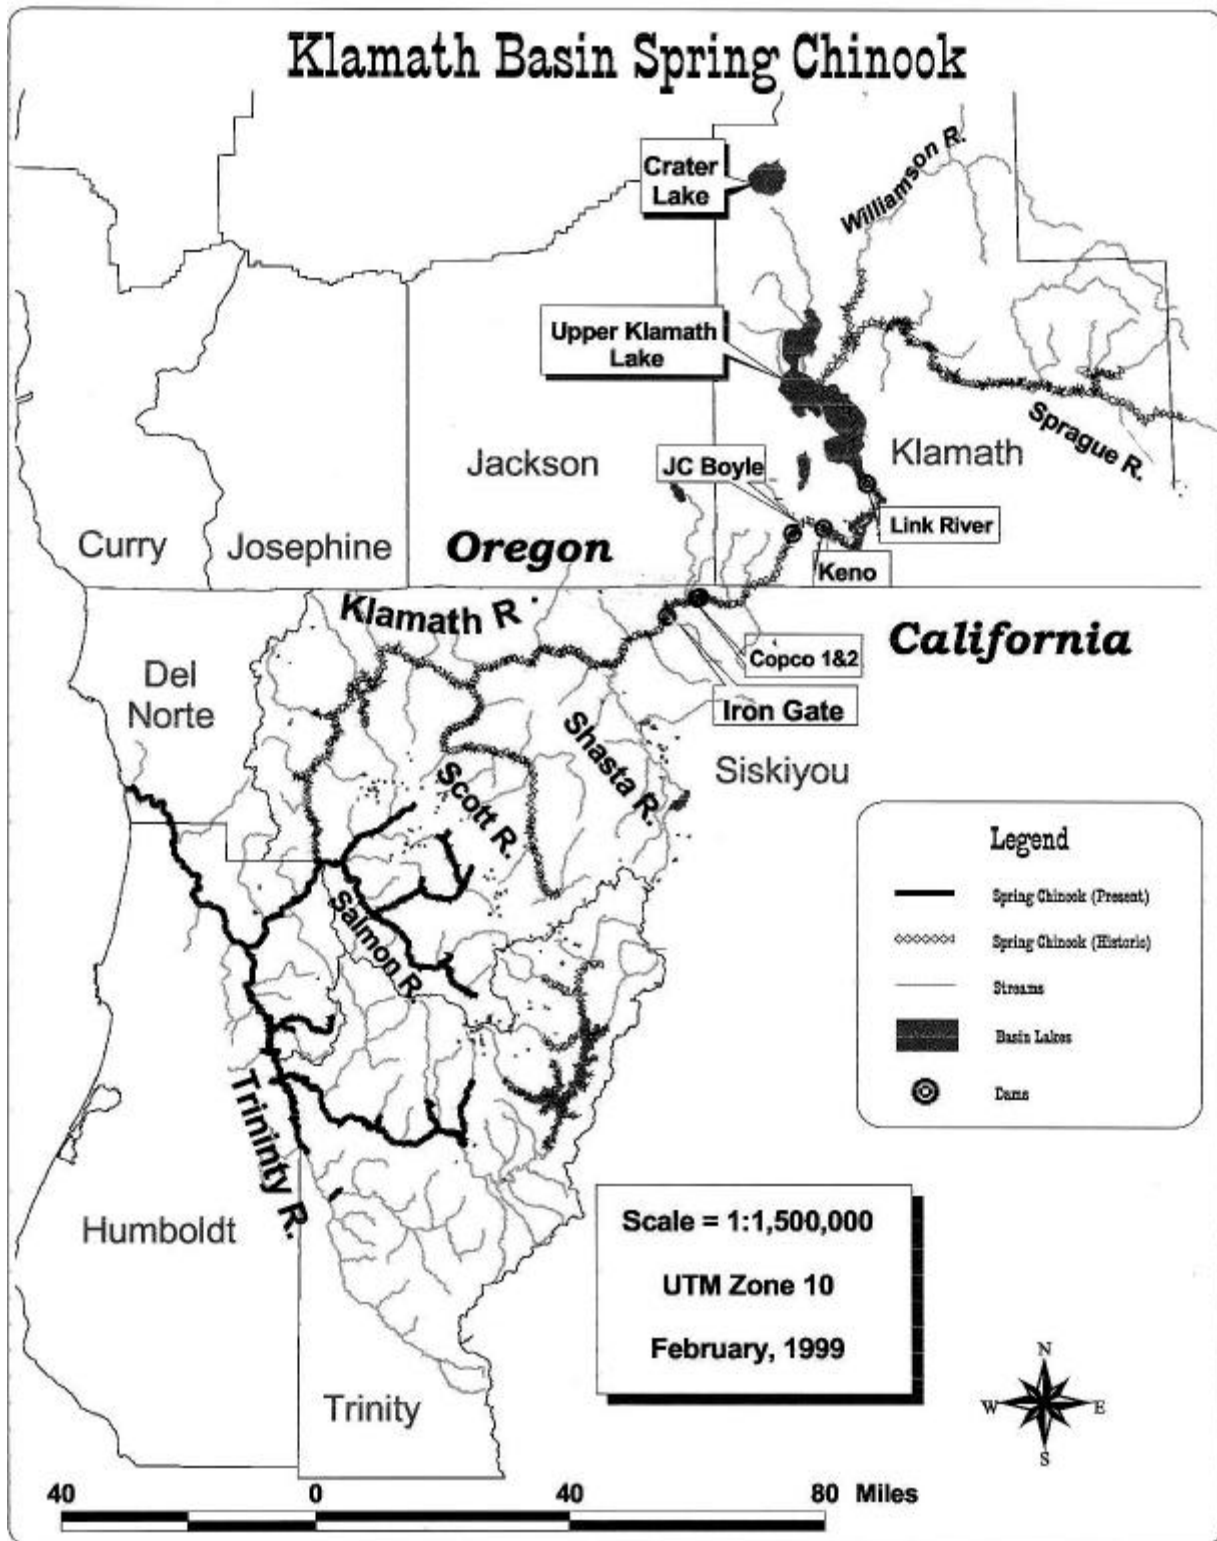 Klamath Basin Spring Chinook
Crater
Lake
Williamson R.
Upper Klamath
Lake
Sprague R.
Jackson
JC Boyle
Klamath
Link River
Curry
Josephine
Oregon
Keno
Klamath R.
California
Copco 1&2
Del
Norte
Iron Gate
Shasta R.
Siskiyou
Scott R.
Salmon R.
Legend
Spring Chinook (Present)
Spring Chinook (Historic)
Streams
Basin Lakes
Dams
Trininty R.
Humboldt
Scale = 1:1,500,000
UTM Zone 10
February, 1999
Trinity
N
W
E
S
40 0 40 80 Miles